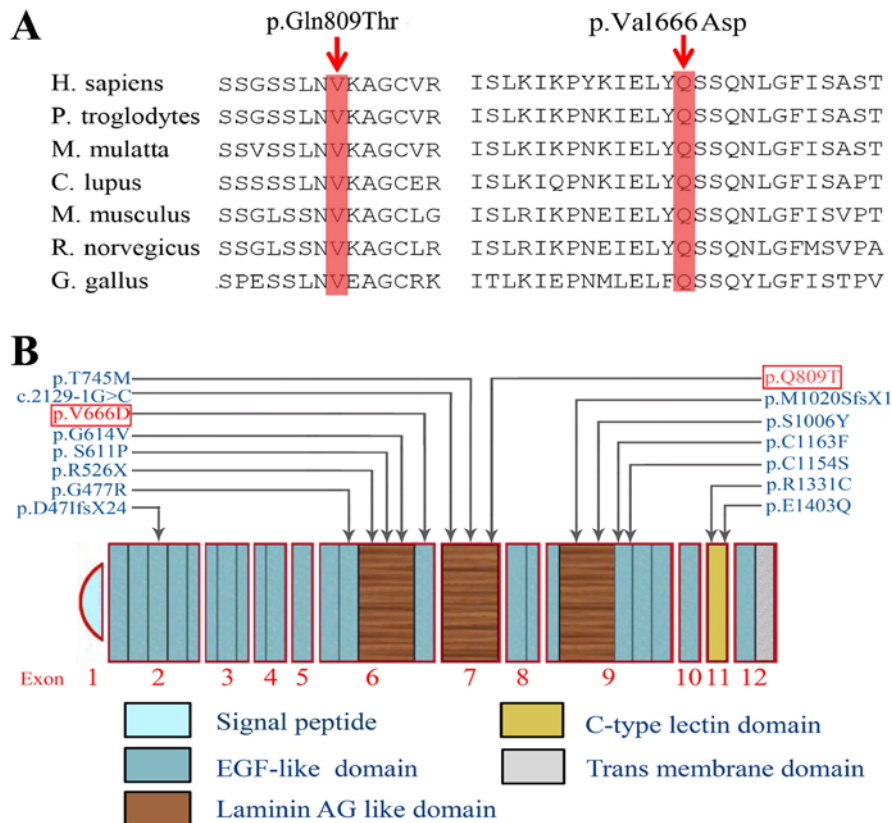 A
p.Gln809Thr p.Val666Asp
H. sapiens SSGSSLNVKAGCVR ISLKIKPYKIELYQSSQNLGFISAST
P. troglodytes SSGSSLNVKAGCVR ISLKIKPNKIELYQSSQNLGFISAST
M. mulatta SSVSSLNVKAGCVR ISLKIKPNKIELYQSSQNLGFISAST
C. lupus SSSSSLNVKAGCER ISLKIQPNKIELYQSSQNLGFISAPT
M. musculus SSGLSSNVKAGCLG ISLRIKPNEIELYQSSQNLGFISVPT
R. norvegicus SSGLSSNVKAGCLR ISLRIKPNEIELYQSSQNLGFMSVPA
G. gallus SPESSLNVEAGCRK ITLKIEPNMLELFQSSQYLGFISTPV
B
p.T745M
c.2129-1G>C
p.V666D
p.G614V
p. S611P
p.R526X
p.G477R
p.D47IfsX24
p.Q809T
p.M1020SfsX1
p.S1006Y
p.C1163F
p.C1154S
p.R1331C
p.E1403Q
Exon 1 2 3 4 5 6 7 8 9 10 11 12
Signal peptide
EGF-like domain
Laminin AG like domain
C-type lectin domain
Trans membrane domain